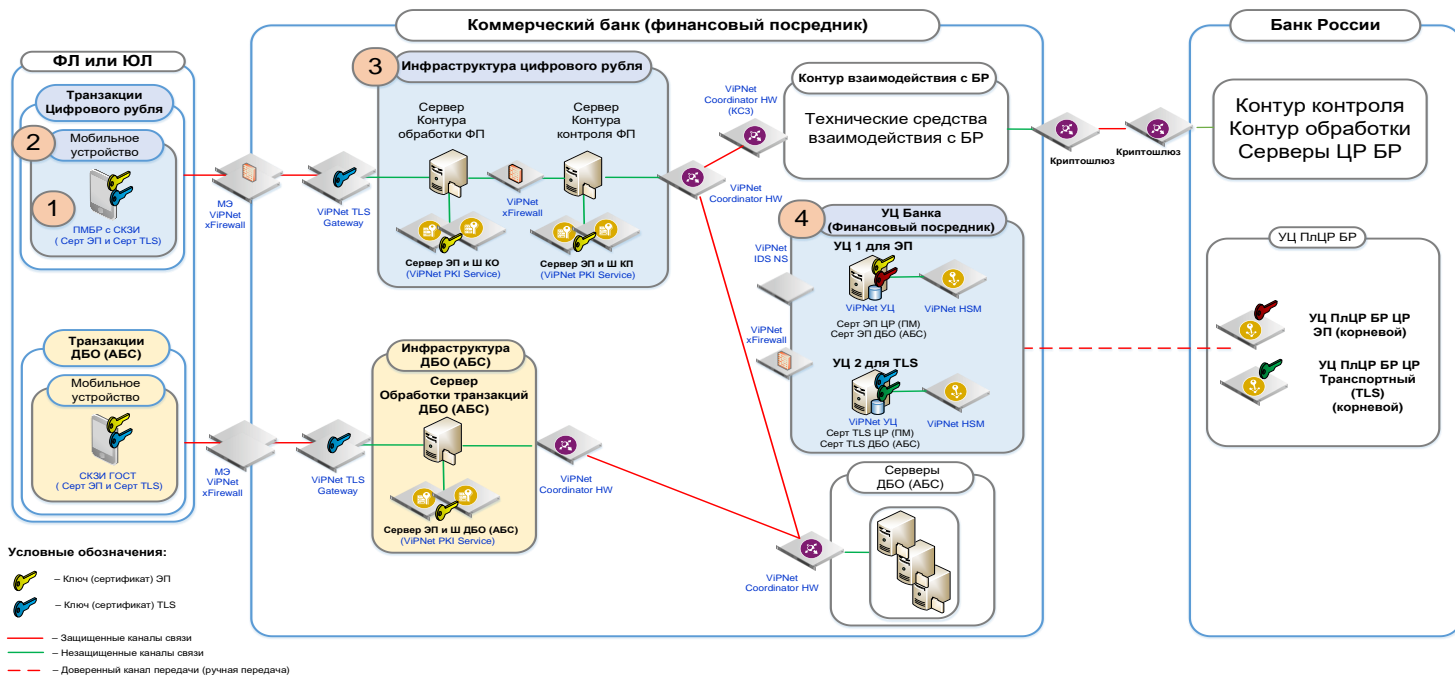 Коммерческий банк (финансовый посредник)
Банк России
ФЛ или ЮЛ
Транзакции
Цифрового рубля
2
Мобильное
устройство
1
ПМБР с СКЗИ
( Серт ЭП и Серт TLS)
МЭ
ViPNet
xFirewall
ViPNet TLS
Gateway
3
Инфраструктура цифрового рубля
Сервер
Контура
обработки ФП
Сервер
Контура
контроля ФП
ViPNet
xFirewall
Сервер ЭП и Ш КО
(ViPNet PKI Service)
Сервер ЭП и Ш КП
(ViPNet PKI Service)
ViPNet
Coordinator HW
(КС3)
ViPNet
Coordinator HW
Контур взаимодействия с БР
Технические средства
взаимодействия с БР
Криптошлюз
Криптошлюз
Контур контроля
Контур обработки
Серверы ЦР БР
4
УЦ Банка
(Финансовый посредник)
УЦ 1 для ЭП
ViPNet УЦ
ViPNet HSM
Серт ЭП ЦР (ПМ)
Серт ЭП ДБО (АБС)
УЦ 2 для TLS
ViPNet УЦ
ViPNet HSM
Серт TLS ЦР (ПМ)
Серт TLS ДБО (АБС)
ViPNet
IDS NS
ViPNet
xFirewall
УЦ ПлЦР БР
УЦ ПлЦР БР ЦР
ЭП (корневой)
УЦ ПлЦР БР ЦР
Транспортный
(TLS)
(корневой)
Транзакции
ДБО (АБС)
Мобильное
устройство
СКЗИ ГОСТ
( Серт ЭП и Серт TLS)
МЭ
ViPNet
xFirewall
ViPNet TLS
Gateway
Инфраструктура
ДБО (АБС)
Сервер
Обработки транзакций
ДБО (АБС)
Сервер ЭП и Ш ДБО (АБС)
(ViPNet PKI Service)
ViPNet
Coordinator HW
ViPNet
Coordinator HW
Серверы
ДБО (АБС)
Условные обозначения:
– Ключ (сертификат) ЭП
– Ключ (сертификат) TLS
– Защищенные каналы связи
– Незащищенные каналы связи
– Доверенный канал передачи (ручная передача)